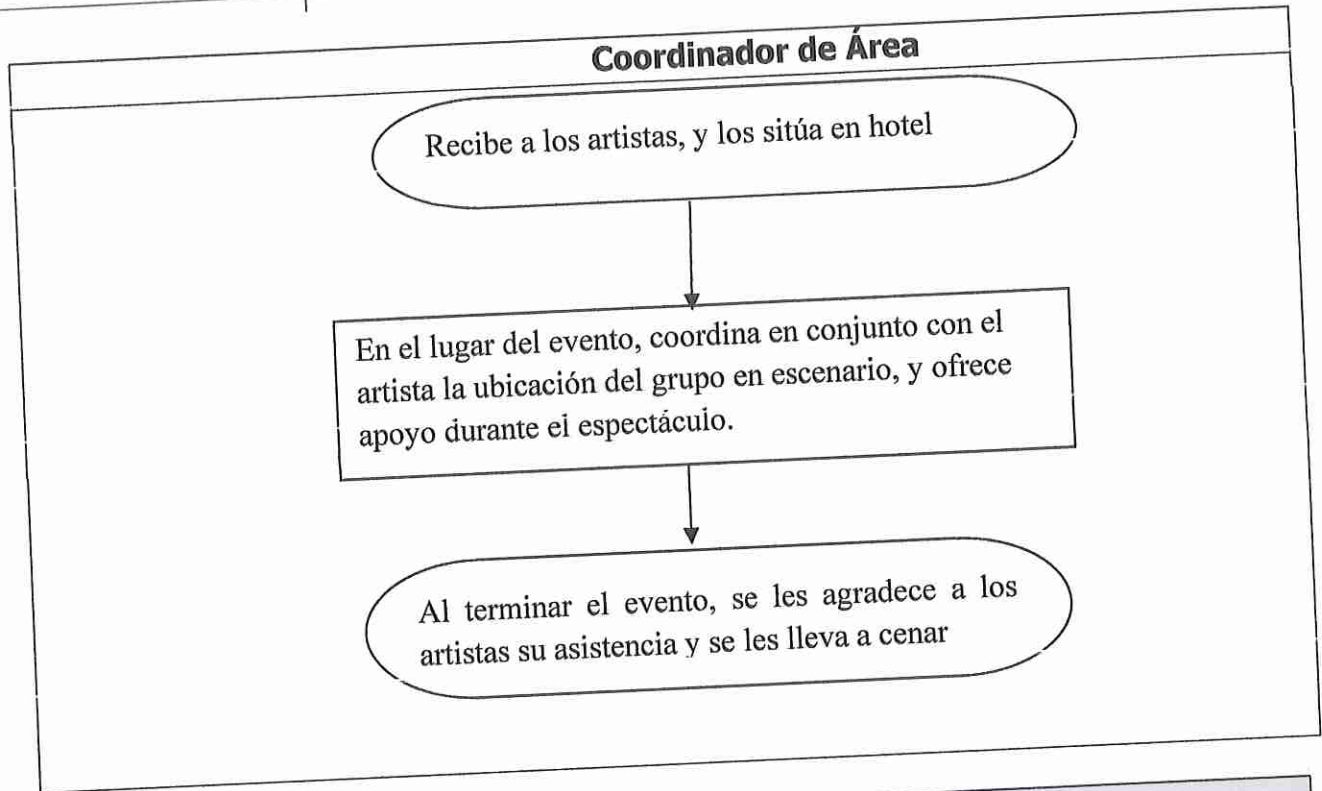 Coordinador de Área
Recibe a los artistas, y los sitúa en hotel
En el lugar del evento, coordina en conjunto con el
artista la ubicación del grupo en escenario, y ofrece
apoyo durante el espectáculo.
Al terminar el evento, se les agradece a los
artistas su asistencia y se les lleva a cenar